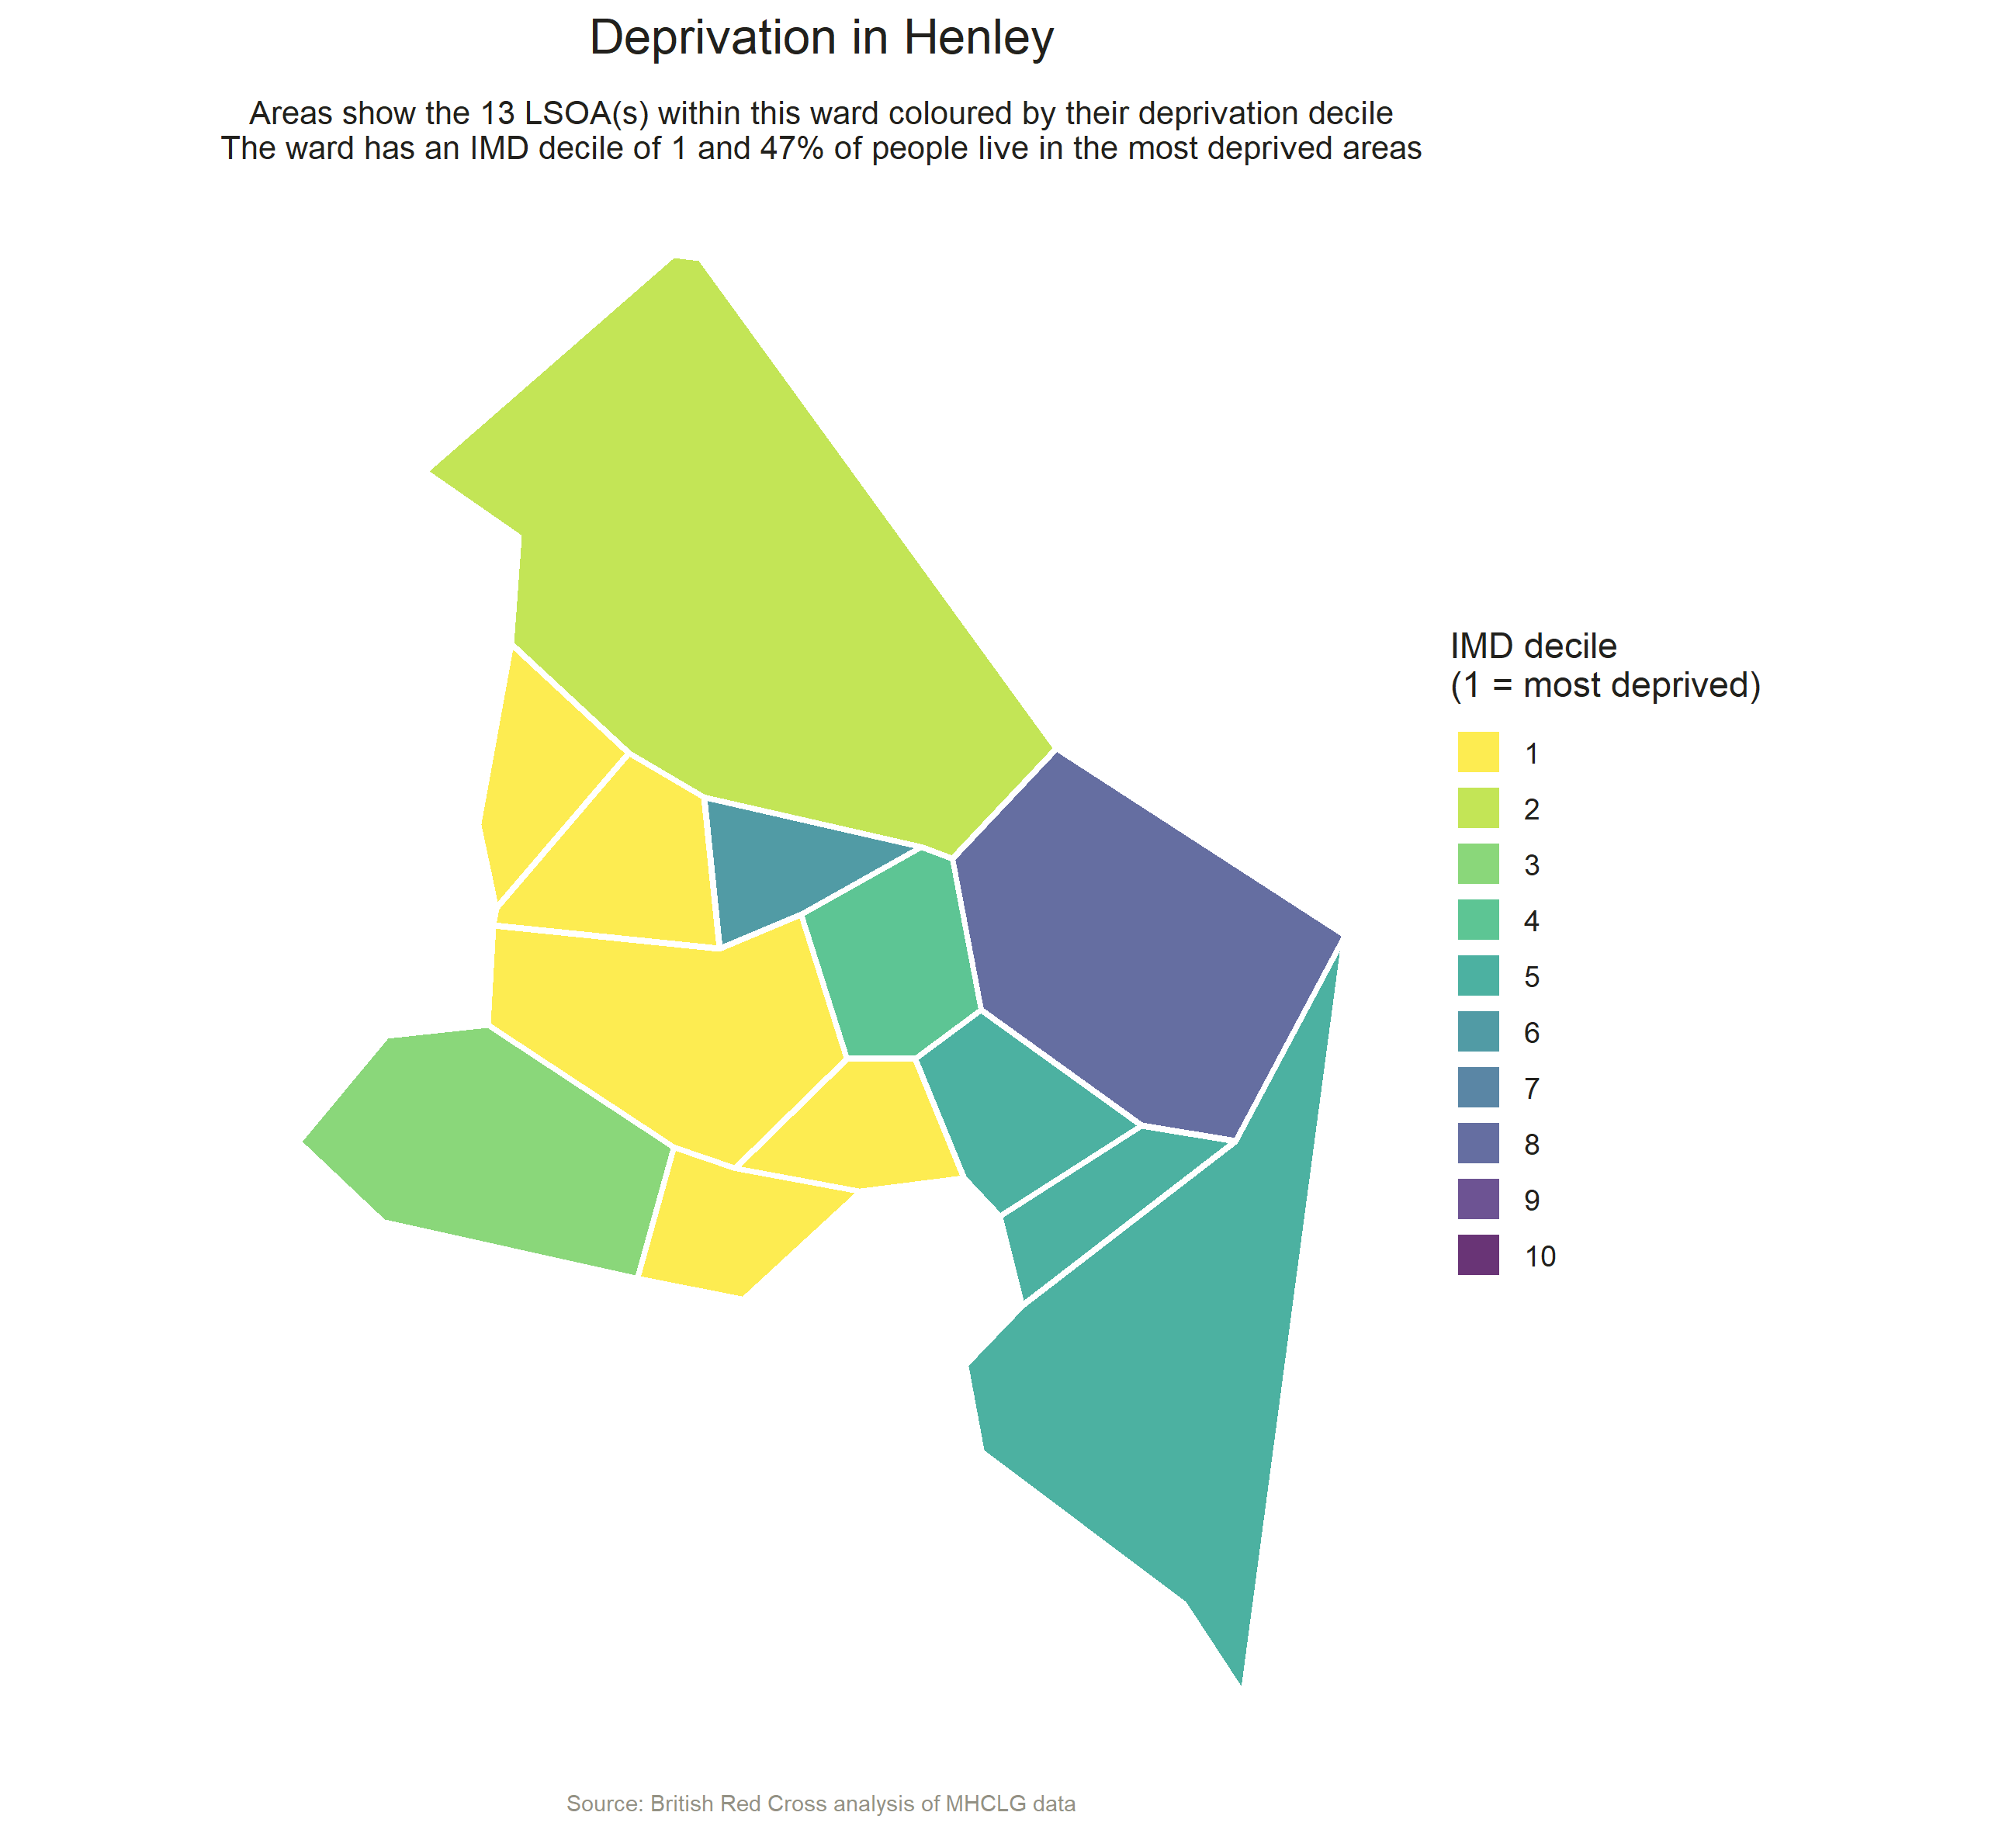 Deprivation in Henley
Areas show the 13 LSOA(s) within this ward coloured by their deprivation decile
The ward has an IMD decile of 1 and 47% of people live in the most deprived areas
IMD decile
(1 = most deprived)
1
2
3
4
5
6
7
8
9
10
Source: British Red Cross analysis of MHCLG data